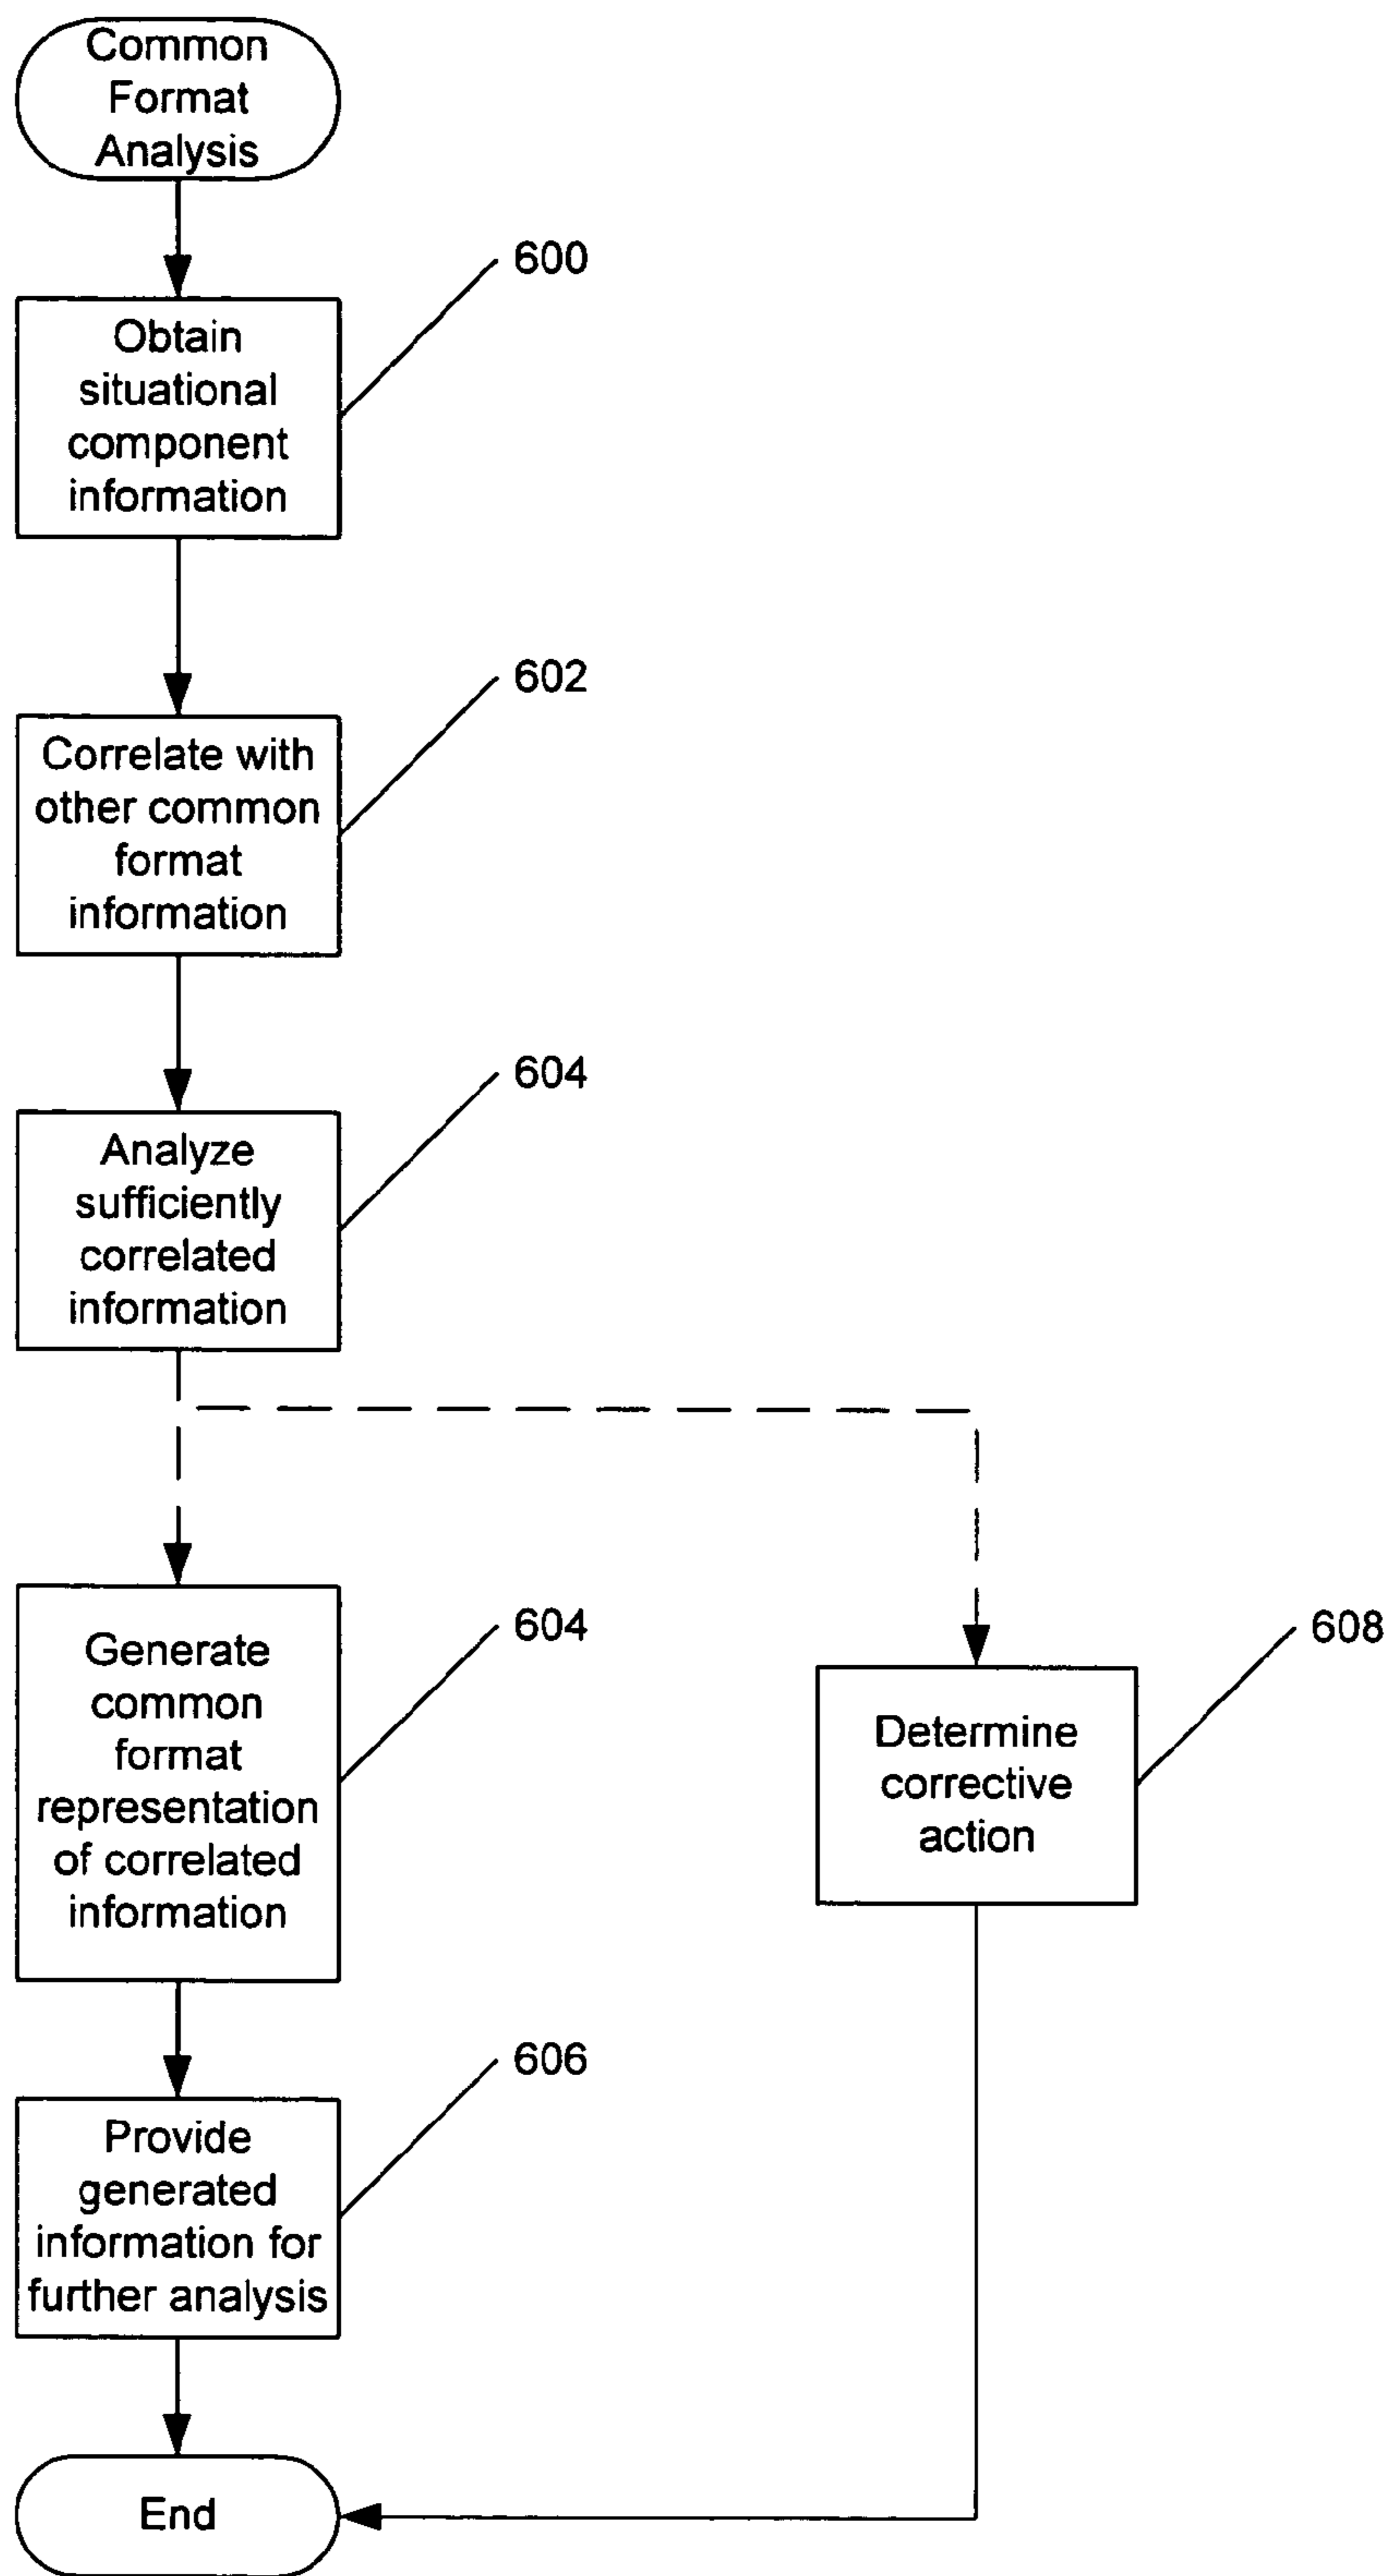 Common
Format
Analysis
600
Obtain
situational
component
information
602
Correlate with
other common
format
information
604
Analyze
sufficiently
correlated
information
604
Generate
common
format
representation
of correlated
information
608
Determine
corrective
action
606
Provide
generated
information for
further analysis
End